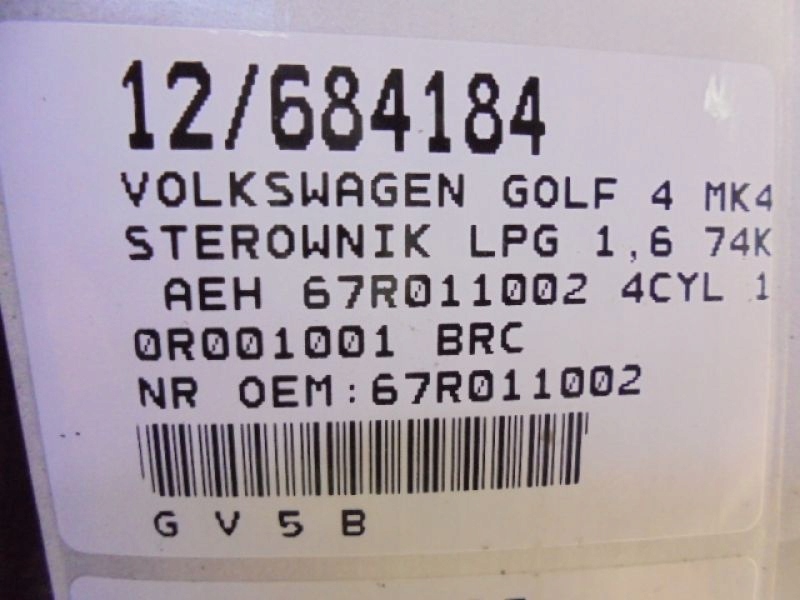 12/684184
VOLKSWAGEN GOLF 4 MK4
STEROWNIK LPG 1,6 74K
AEH 67R011002 4CYL 1
0R001001 BRC
NR OEM:67R011002
G V 5 B